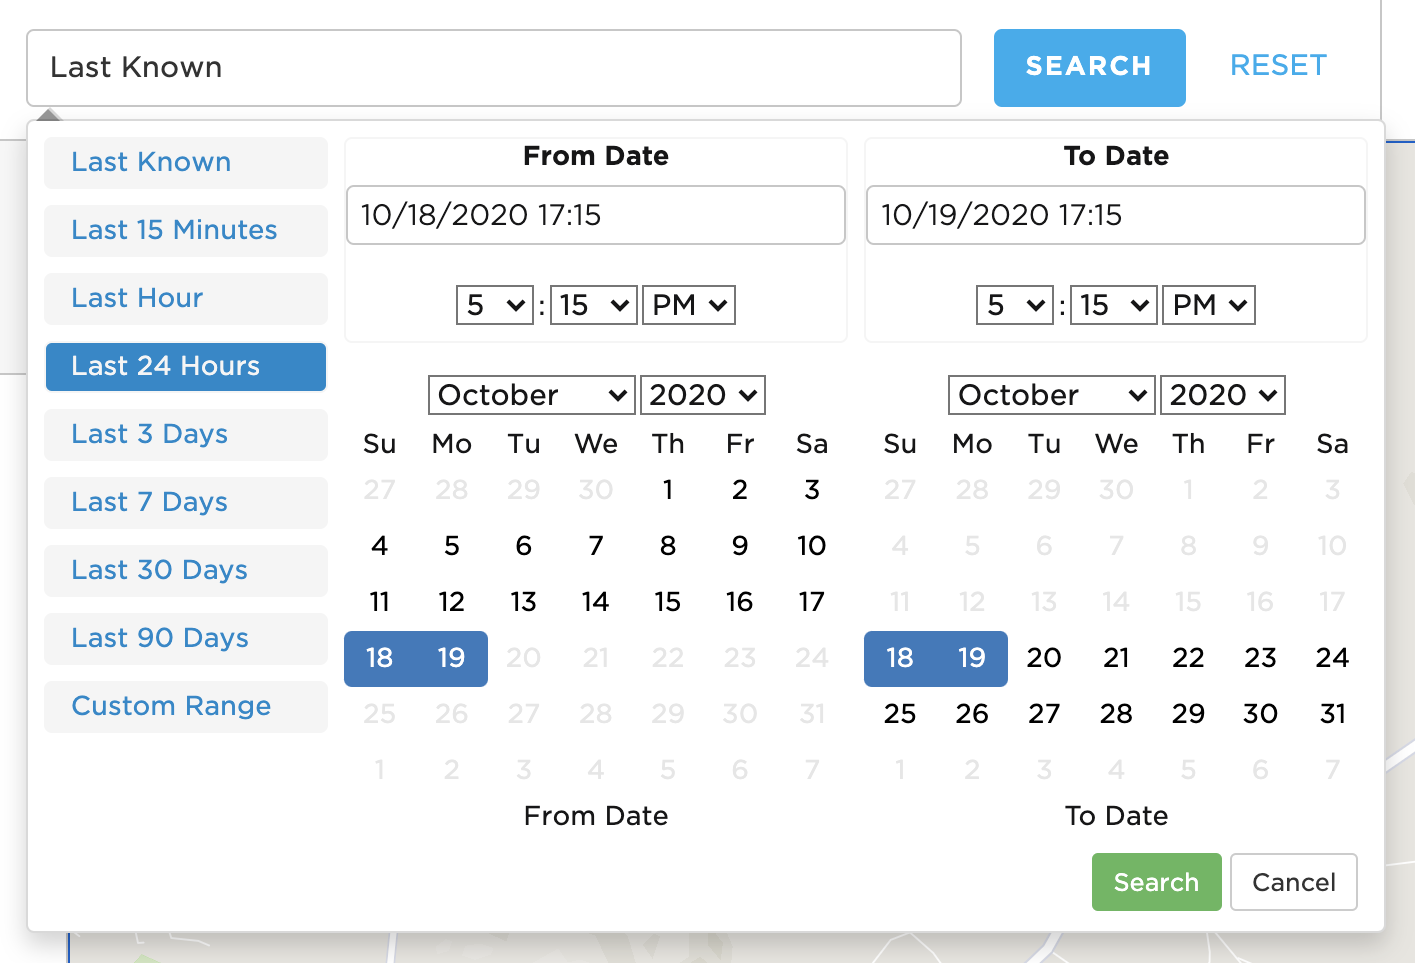 Last Known
SEARCH
RESET
Last Known
Last 15 Minutes
Last Hour
Last 24 Hours
Last 3 Days
Last 7 Days
Last 30 Days
Last 90 Days
Custom Range
From Date
10/18/2020 17:15
5 : 15 PM
October 2020
Su Mo Tu We Th Fr Sa
27 28 29 30 1 2 3
4 5 6 7 8 9 10
11 12 13 14 15 16 17
18 19 20 21 22 23 24
25 26 27 28 29 30 31
1 2 3 4 5 6 7
From Date
To Date
10/19/2020 17:15
5 : 15 PM
October 2020
Su Mo Tu We Th Fr Sa
27 28 29 30 1 2 3
4 5 6 7 8 9 10
11 12 13 14 15 16 17
18 19 20 21 22 23 24
25 26 27 28 29 30 31
1 2 3 4 5 6 7
To Date
Search
Cancel